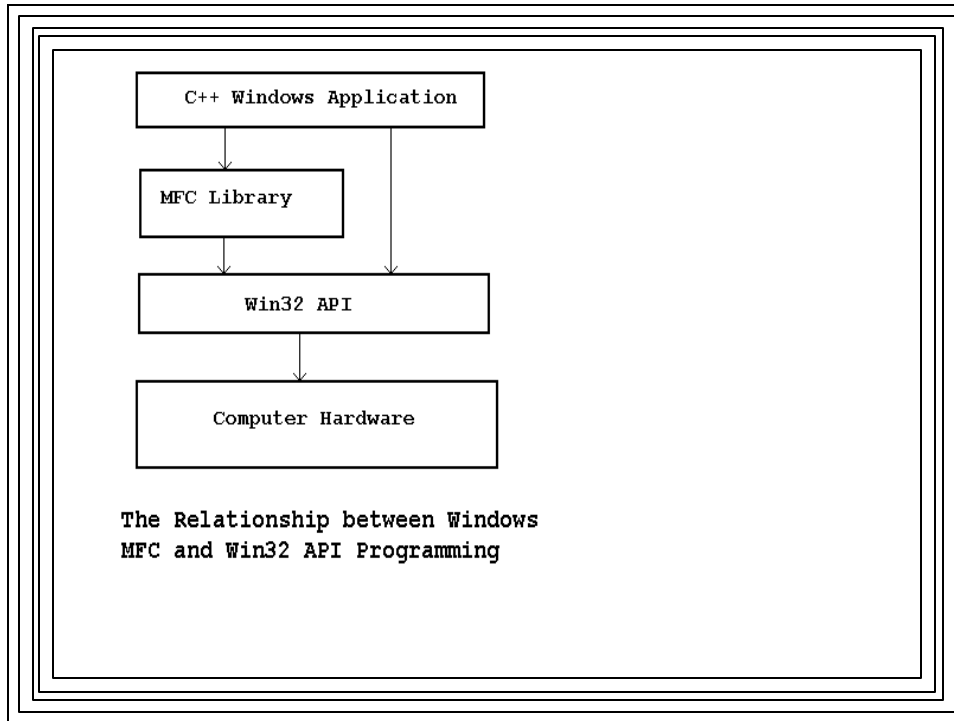 C++ Windows Application
MFC Library
Win32 API
Computer Hardware
The Relationship between Windows
MFC and Win32 API Programming